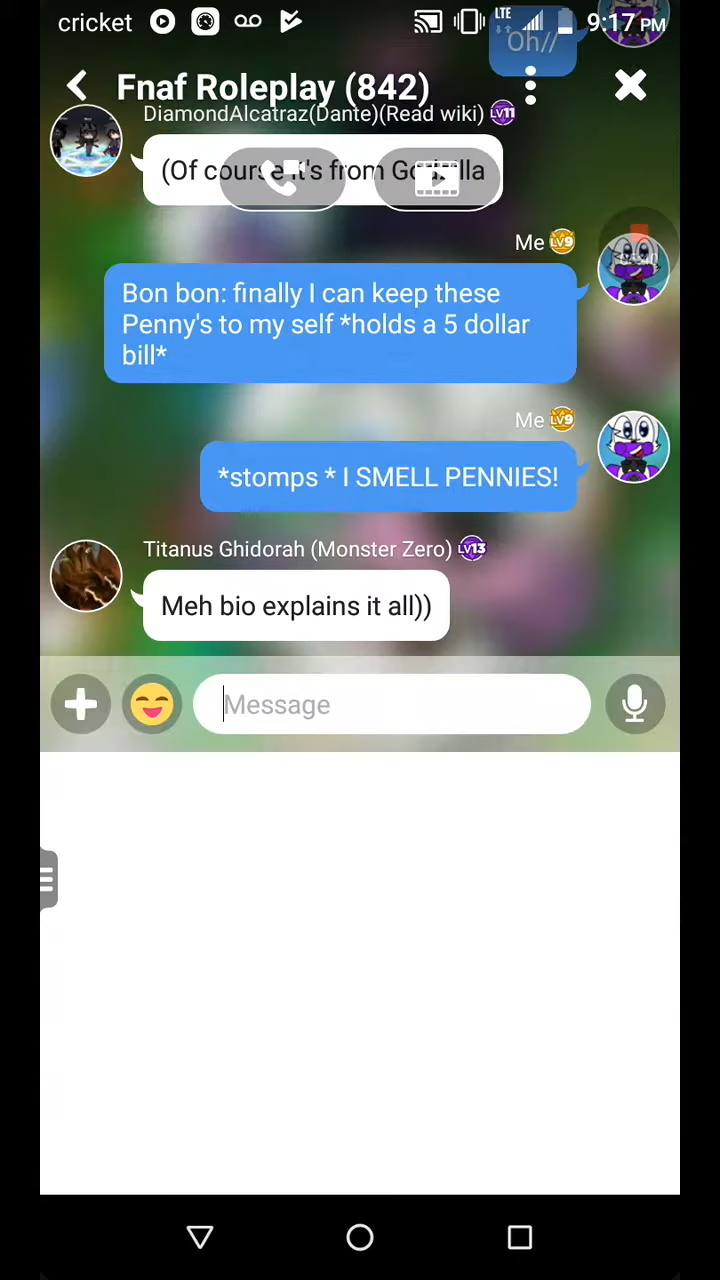 cricket LTE 9:17 PM
Oh//
Fnaf Roleplay (842)
DiamondAlcatraz(Dante)(Read wiki) LV11
(Of course it's from Godzilla
Me LV9
Bon bon: finally I can keep these
Penny's to my self *holds a 5 dollar
bill*
Me LV9
*stomps * I SMELL PENNIES!
Titanus Ghidorah (Monster Zero) LV13
Meh bio explains it all))
Message